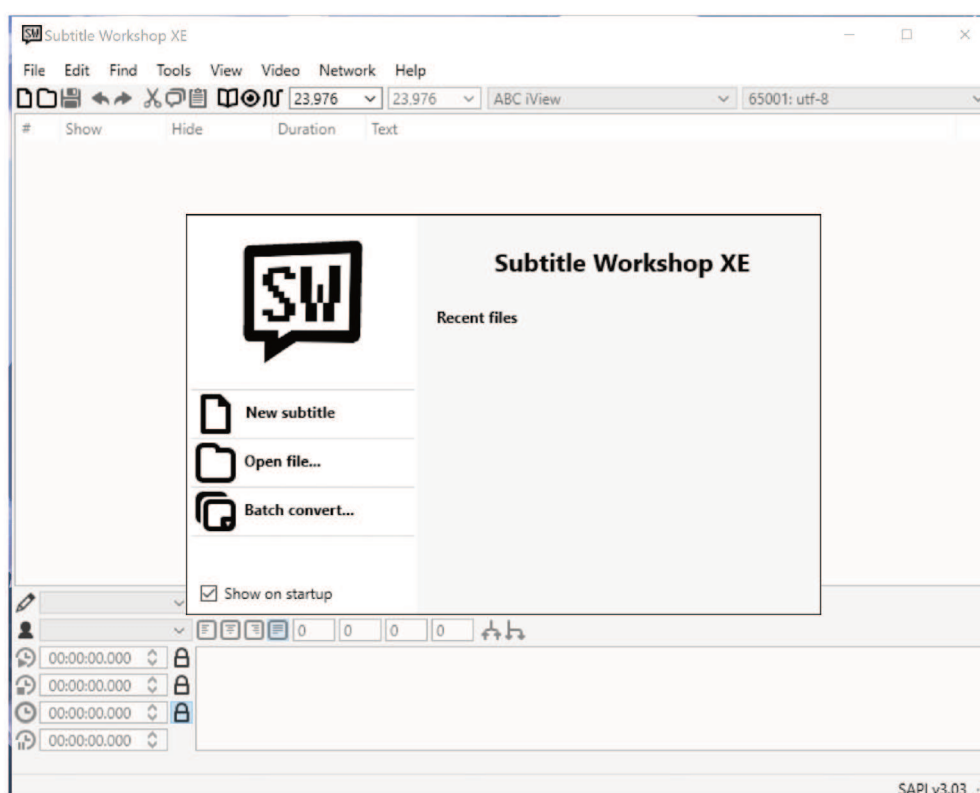 SW Subtitle Workshop XE
File Edit Find Tools View Video Network Help
23.976 23.976 ABC iView 65001: utf-8
# Show Hide Duration Text
SW
Subtitle Workshop XE
Recent files
New subtitle
Open file...
Batch convert...
Show on startup
0 0 0 0
00:00:00.000
00:00:00.000
00:00:00.000
00:00:00.000
SAPI v3.03